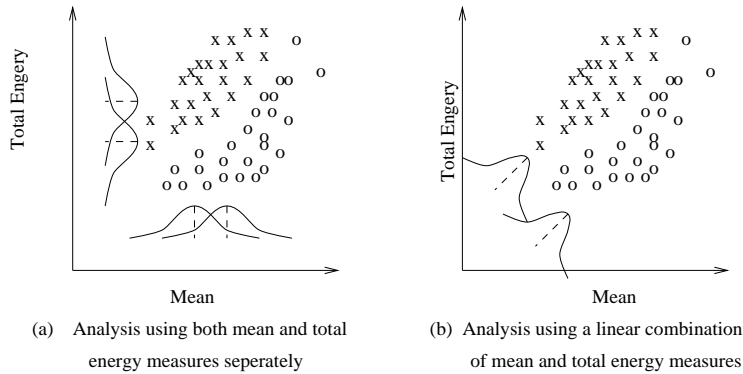 Total Engery
Mean
(a) Analysis using both mean and total
energy measures seperately
Total Engery
Mean
(b) Analysis using a linear combination
of mean and total energy measures